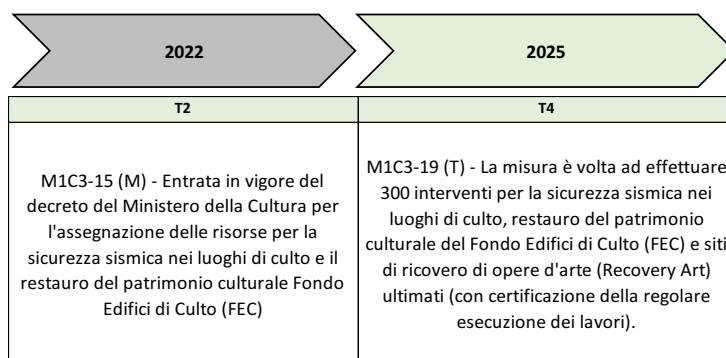 2022
2025
T2
T4
M1C3-15 (M) - Entrata in vigore del
decreto del Ministero della Cultura per
l'assegnazione delle risorse per la
sicurezza sismica nei luoghi di culto e il
restauro del patrimonio culturale Fondo
Edifici di Culto (FEC)
M1C3-19 (T) - La misura è volta ad effettuare
300 interventi per la sicurezza sismica nei
luoghi di culto, restauro del patrimonio
culturale del Fondo Edifici di Culto (FEC) e siti
di ricovero di opere d'arte (Recovery Art)
ultimati (con certificazione della regolare
esecuzione dei lavori).